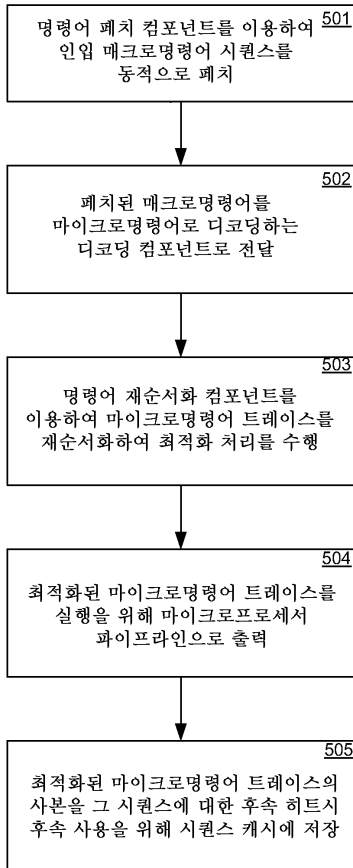 501
명령어 페치 컴포넌트를 이용하여
인입 매크로명령어 시퀀스를
동적으로 페치
502
페치된 매크로명령어를
마이크로명령어로 디코딩하는
디코딩 컴포넌트로 전달
503
명령어 재순서화 컴포넌트를
이용하여 마이크로명령어 트레이스를
재순서화하여 최적화 처리를 수행
504
최적화된 마이크로명령어 트레이스를
실행을 위해 마이크로프로세서
파이프라인으로 출력
505
최적화된 마이크로명령어 트레이스의
사본을 그 시퀀스에 대한 후속 히트시
후속 사용을 위해 시퀀스 캐시에 저장